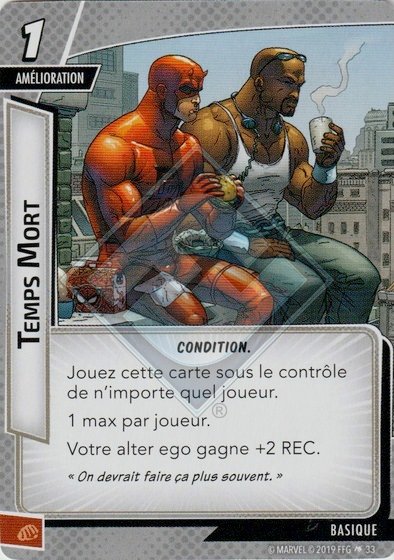 1
AMÉLIORATION
TEMPS MORT
CONDITION.
Jouez cette carte sous le contrôle
de n'importe quel joueur.
1 max par joueur.
®
Votre alter ego gagne +2 REC.
« On devrait faire ça plus souvent. »
© MARVEL © 2019 FFG 33
BASIQUE